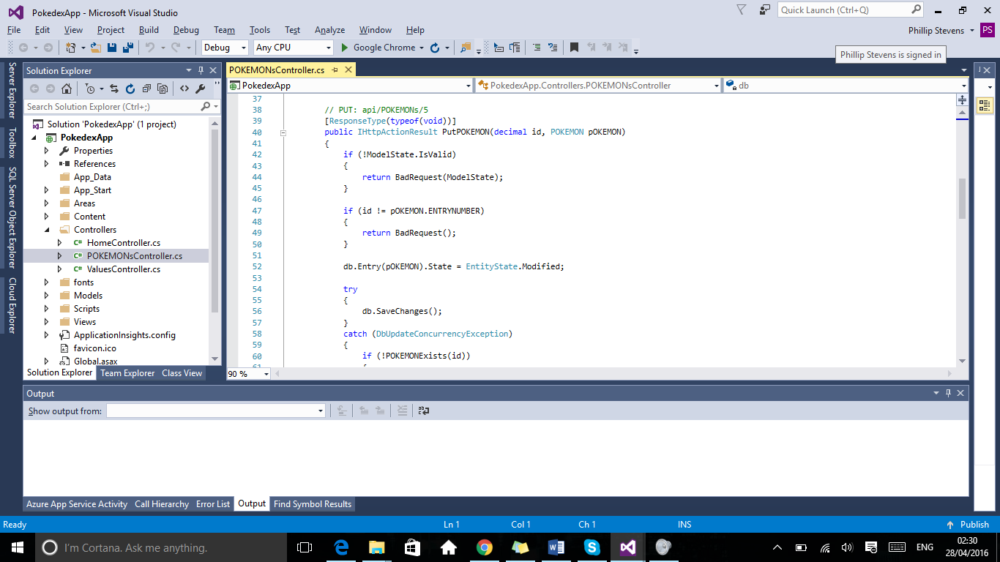 PokedexApp - Microsoft Visual Studio
Quick Launch (Ctrl+Q)
File Edit View Project Build Debug Team Tools Test Analyze Window Help
Phillip Stevens
PS
Debug
Any CPU
Google Chrome
Phillip Stevens is signed in
Server Explorer
Toolbox
SQL Server Object Explorer
Cloud Explorer
Solution Explorer
Search Solution Explorer (Ctrl+;)
Solution 'PokedexApp' (1 project)
PokedexApp
Properties
References
App_Data
App_Start
Areas
Content
Controllers
HomeController.cs
POKEMONsController.cs
ValuesController.cs
fonts
Models
Scripts
Views
ApplicationInsights.config
favicon.ico
Global.asax
Solution Explorer Team Explorer Class View
POKEMONsController.cs
PokedexApp
PokedexApp.Controllers.POKEMONsController
db
37
38 // PUT: api/POKEMONs/5
39 [ResponseType(typeof(void))]
40 public IHttpActionResult PutPOKEMON(decimal id, POKEMON pOKEMON)
41 {
42 if (!ModelState.IsValid)
43 {
44 return BadRequest(ModelState);
45 }
46
47 if (id != pOKEMON.ENTRYNUMBER)
48 {
49 return BadRequest();
50 }
51
52 db.Entry(pOKEMON).State = EntityState.Modified;
53
54 try
55 {
56 db.SaveChanges();
57 }
58 catch (DbUpdateConcurrencyException)
59 {
60 if (!POKEMONExists(id))
61 {
90 %
Output
Show output from:
Azure App Service Activity Call Hierarchy Error List Output Find Symbol Results
Ready
Ln 1
Col 1
Ch 1
INS
Publish
I'm Cortana. Ask me anything.
ENG
02:30
28/04/2016